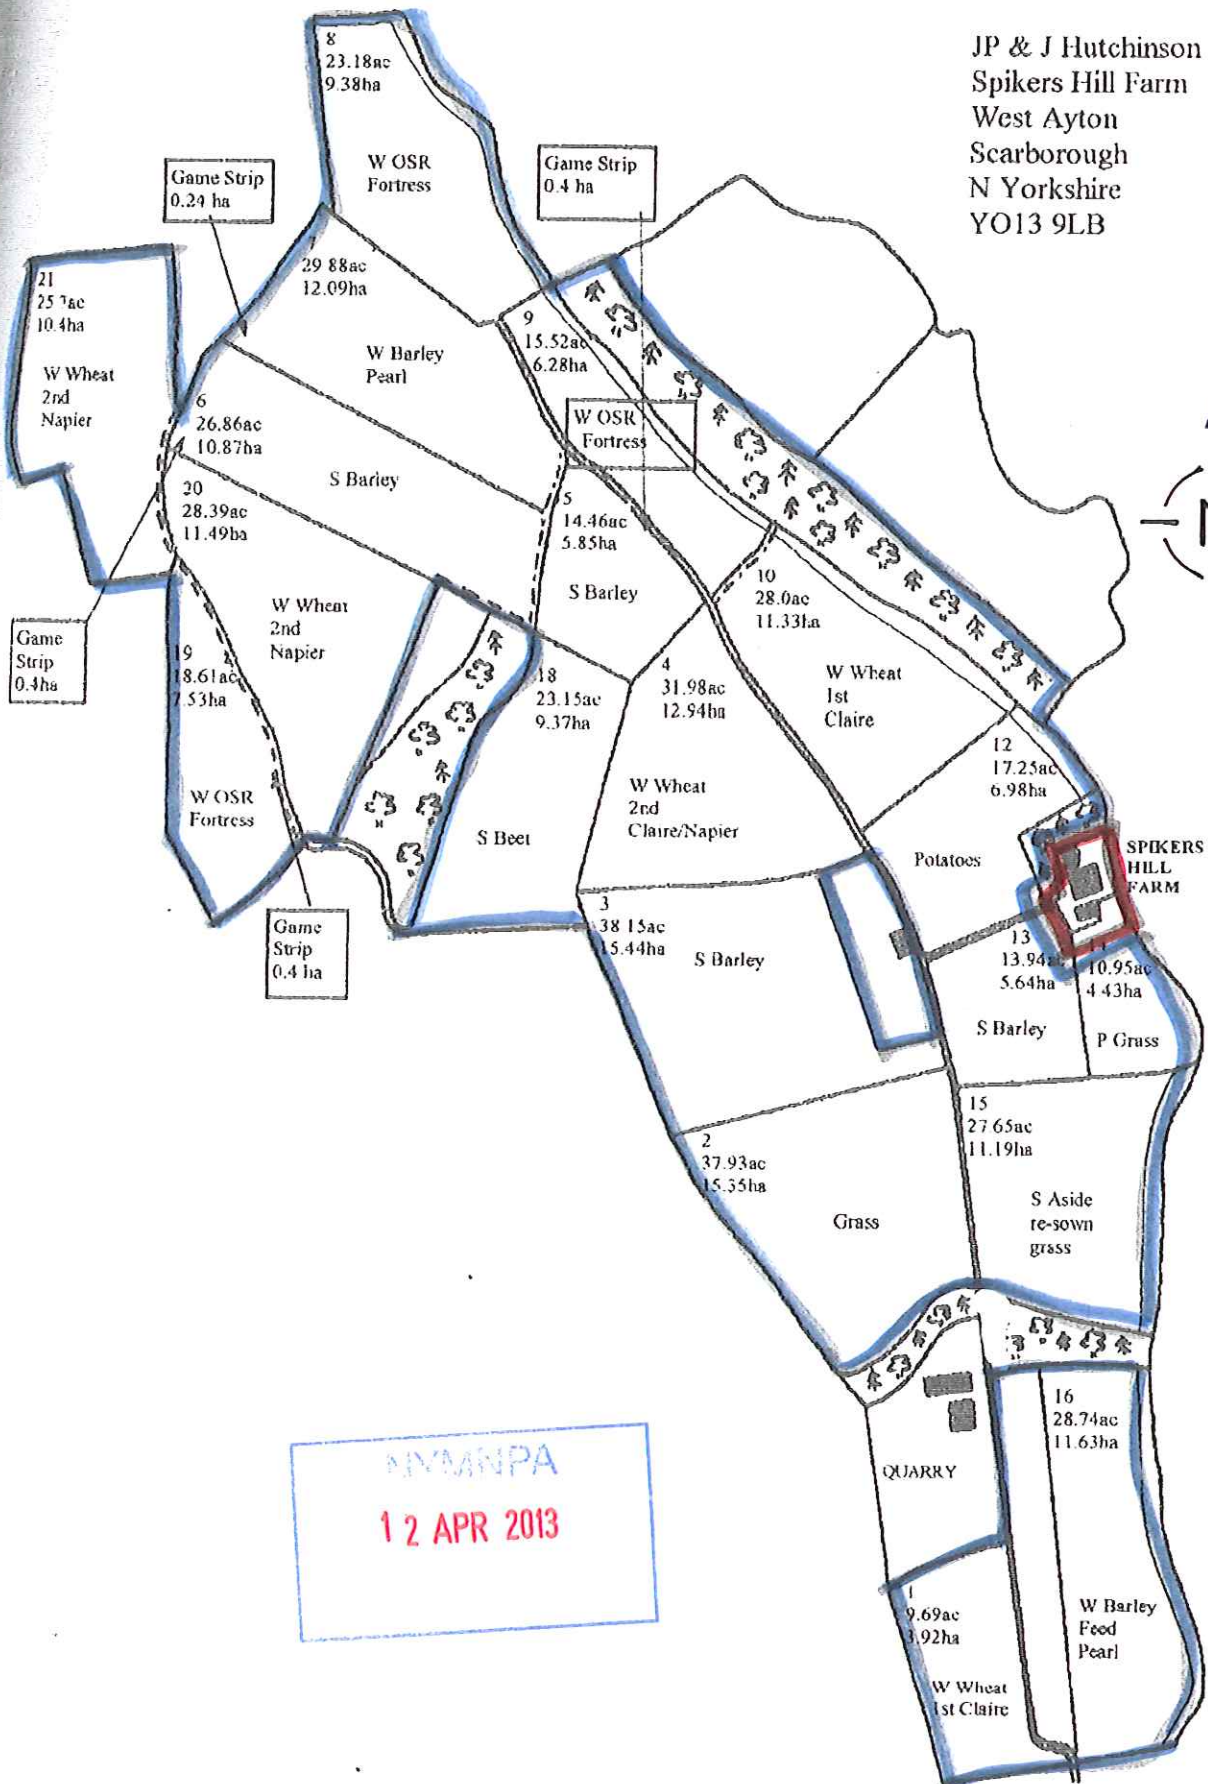 JP & J Hutchinson
Spikers Hill Farm
West Ayton
Scarborough
N Yorkshire
YO13 9LB
8
23.18ac
9.38ha
W OSR
Fortress
Game Strip
0.24 ha
Game Strip
0.4 ha
7
29 88ac
12.09ha
W Barley
Pearl
21
25 7ac
10.4ha
W Wheat
2nd
Napier
9
15.52ac
6.28ha
W OSR
Fortress
6
26.86ac
10.87ha
S Barley
20
28.39ac
11.49ha
W Wheat
2nd
Napier
5
14.46ac
5.85ha
S Barley
10
28.0ac
11.33ha
W Wheat
1st
Claire
Game
Strip
0.4ha
19
18.61ac
7.53ha
W OSR
Fortress
18
23.15ac
9.37ha
S Beet
4
31.98ac
12.94ha
W Wheat
2nd
Claire/Napier
12
17.25ac
6.98ha
Potatoes
SPIKERS
HILL
FARM
Game
Strip
0.4 ha
3
38 15ac
15.44ha
S Barley
13
13.94ac
5.64ha
S Barley
10.95ac
4 43ha
P Grass
2
37.93ac
15.35ha
Grass
15
27.65ac
11.19ha
S Aside
re-sown
grass
16
28.74ac
11.63ha
W Barley
Feed
Pearl
QUARRY
1
9.69ac
3.92ha
W Wheat
1st Claire
NYMNPA
12 APR 2013